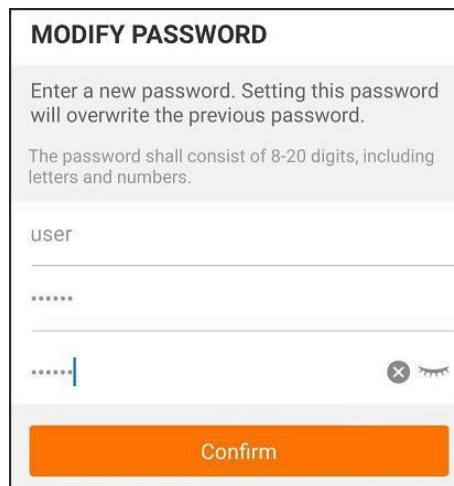 MODIFY PASSWORD
Enter a new password. Setting this password
will overwrite the previous password.
The password shall consist of 8-20 digits, including
letters and numbers.
user
••••••
••••••
Confirm